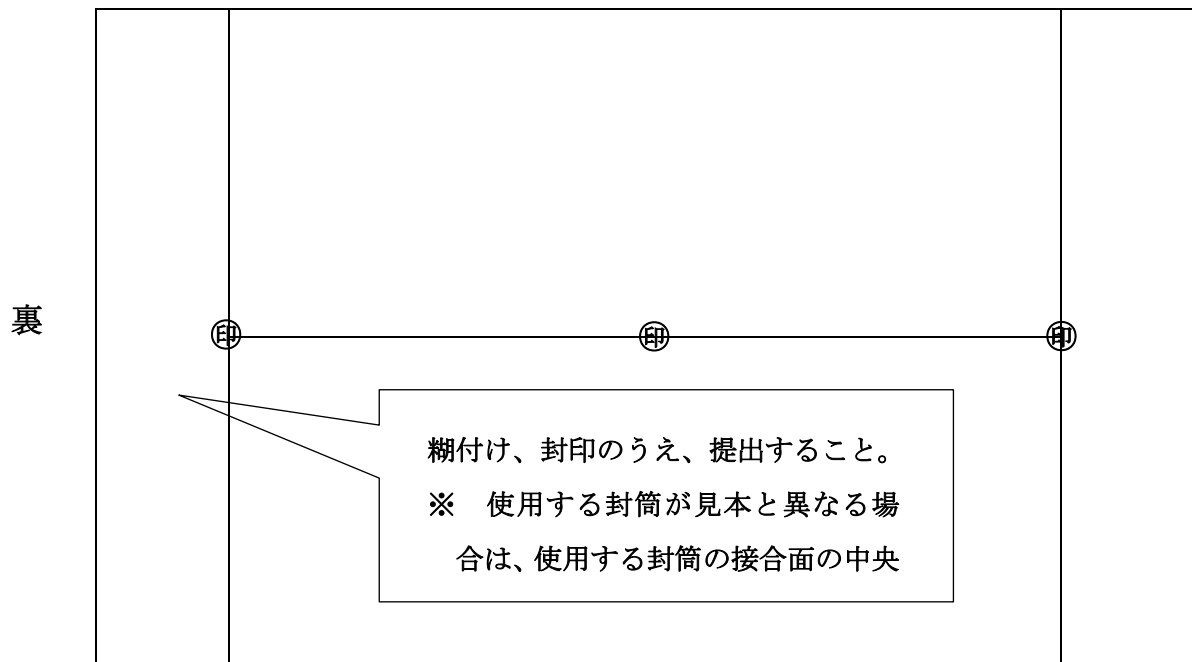 裏
㊞ ㊞ ㊞
糊付け、封印のうえ、提出すること。
※　使用する封筒が見本と異なる場
合は、使用する封筒の接合面の中央